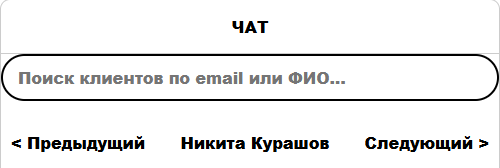 ЧАТ
Поиск клиентов по email или ФИО...
< Предыдущий Никита Курашов Следующий >